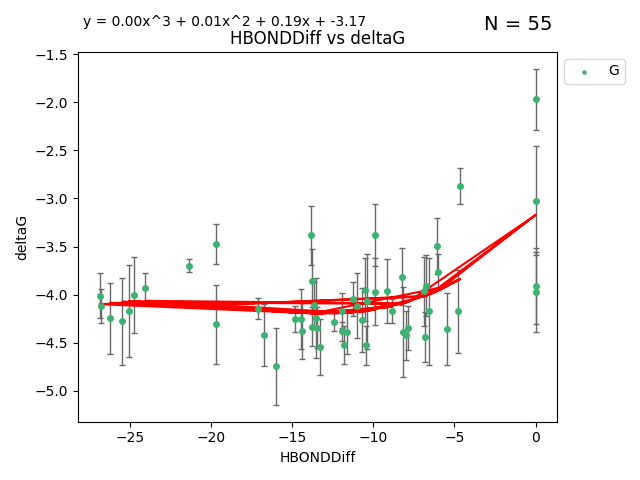 y = 0.00x^3 + 0.01x^2 + 0.19x + -3.17
N = 55
HBONDDiff vs deltaG
G
−1.5
−2.0
−2.5
−3.0
−3.5
−4.0
−4.5
−5.0
deltaG
−25
−20
−15
−10
−5
0
HBONDDiff